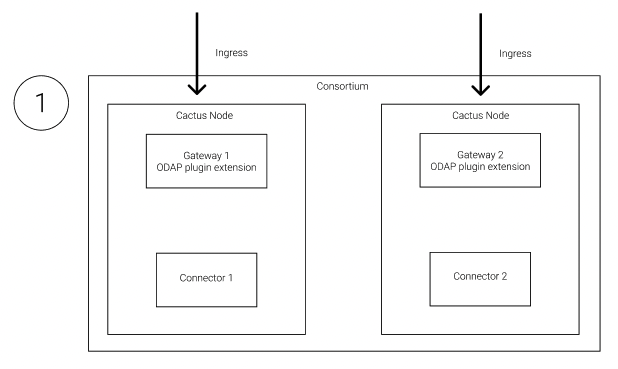 Ingress
Ingress
1
Consortium
Cactus Node
Gateway 1
ODAP plugin extension
Connector 1
Cactus Node
Gateway 2
ODAP plugin extension
Connector 2